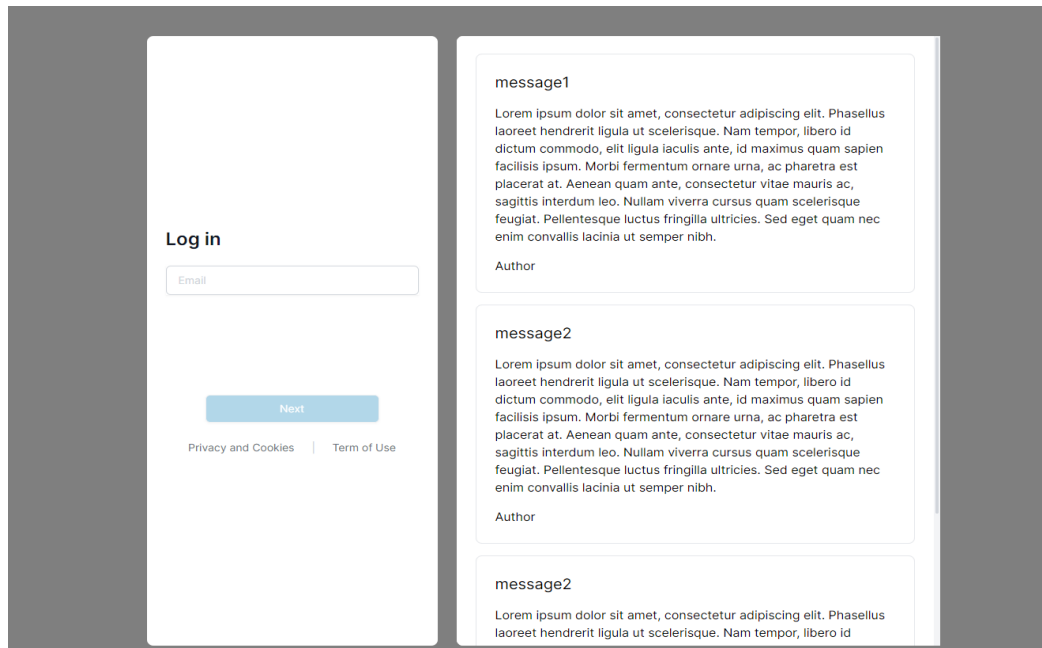 Log in
Email
Next
Privacy and Cookies | Term of Use
message1
Lorem ipsum dolor sit amet, consectetur adipiscing elit. Phasellus
laoreet hendrerit ligula ut scelerisque. Nam tempor, libero id
dictum commodo, elit ligula iaculis ante, id maximus quam sapien
facilisis ipsum. Morbi fermentum ornare urna, ac pharetra est
placerat at. Aenean quam ante, consectetur vitae mauris ac,
sagittis interdum leo. Nullam viverra cursus quam scelerisque
feugiat. Pellentesque luctus fringilla ultricies. Sed eget quam nec
enim convallis lacinia ut semper nibh.
Author
message2
Lorem ipsum dolor sit amet, consectetur adipiscing elit. Phasellus
laoreet hendrerit ligula ut scelerisque. Nam tempor, libero id
dictum commodo, elit ligula iaculis ante, id maximus quam sapien
facilisis ipsum. Morbi fermentum ornare urna, ac pharetra est
placerat at. Aenean quam ante, consectetur vitae mauris ac,
sagittis interdum leo. Nullam viverra cursus quam scelerisque
feugiat. Pellentesque luctus fringilla ultricies. Sed eget quam nec
enim convallis lacinia ut semper nibh.
Author
message2
Lorem ipsum dolor sit amet, consectetur adipiscing elit. Phasellus
laoreet hendrerit ligula ut scelerisque. Nam tempor, libero id